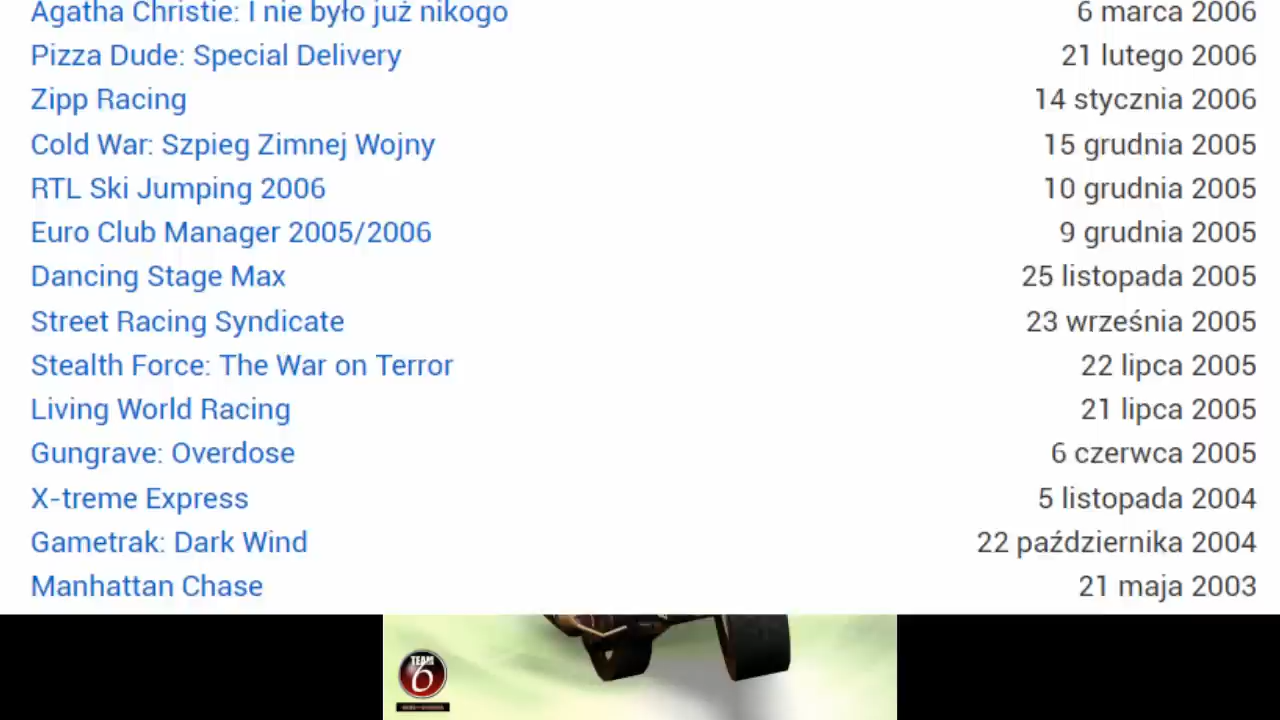 Agatha Christie: I nie było już nikogo 6 marca 2006
Pizza Dude: Special Delivery 21 lutego 2006
Zipp Racing 14 stycznia 2006
Cold War: Szpieg Zimnej Wojny 15 grudnia 2005
RTL Ski Jumping 2006 10 grudnia 2005
Euro Club Manager 2005/2006 9 grudnia 2005
Dancing Stage Max 25 listopada 2005
Street Racing Syndicate 23 września 2005
Stealth Force: The War on Terror 22 lipca 2005
Living World Racing 21 lipca 2005
Gungrave: Overdose 6 czerwca 2005
X-treme Express 5 listopada 2004
Gametrak: Dark Wind 22 października 2004
Manhattan Chase 21 maja 2003
TEAM
6